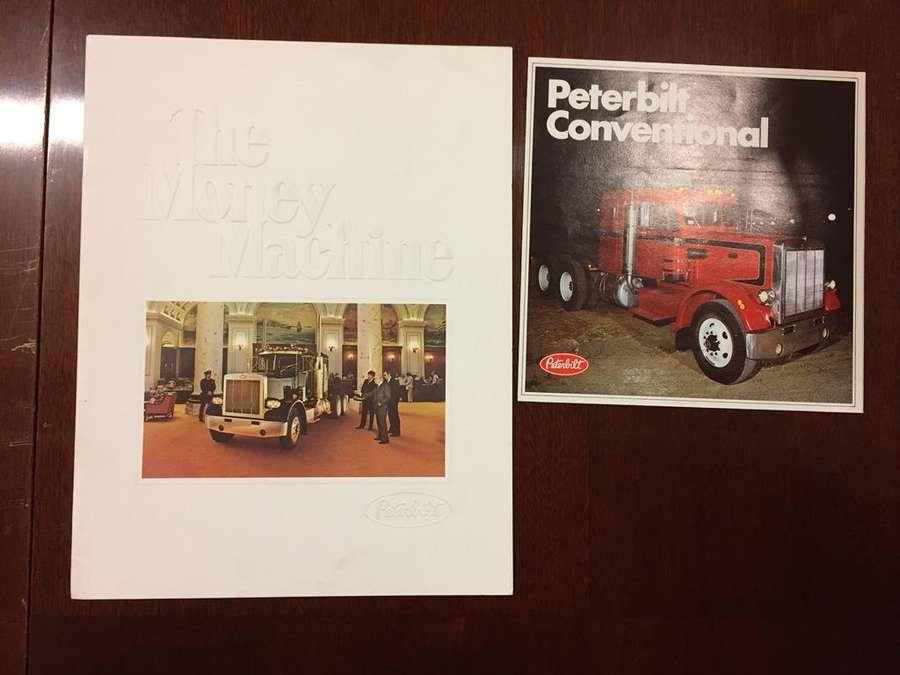 The
Money
Machine
Peterbilt
Peterbilt
Conventional
Peterbilt